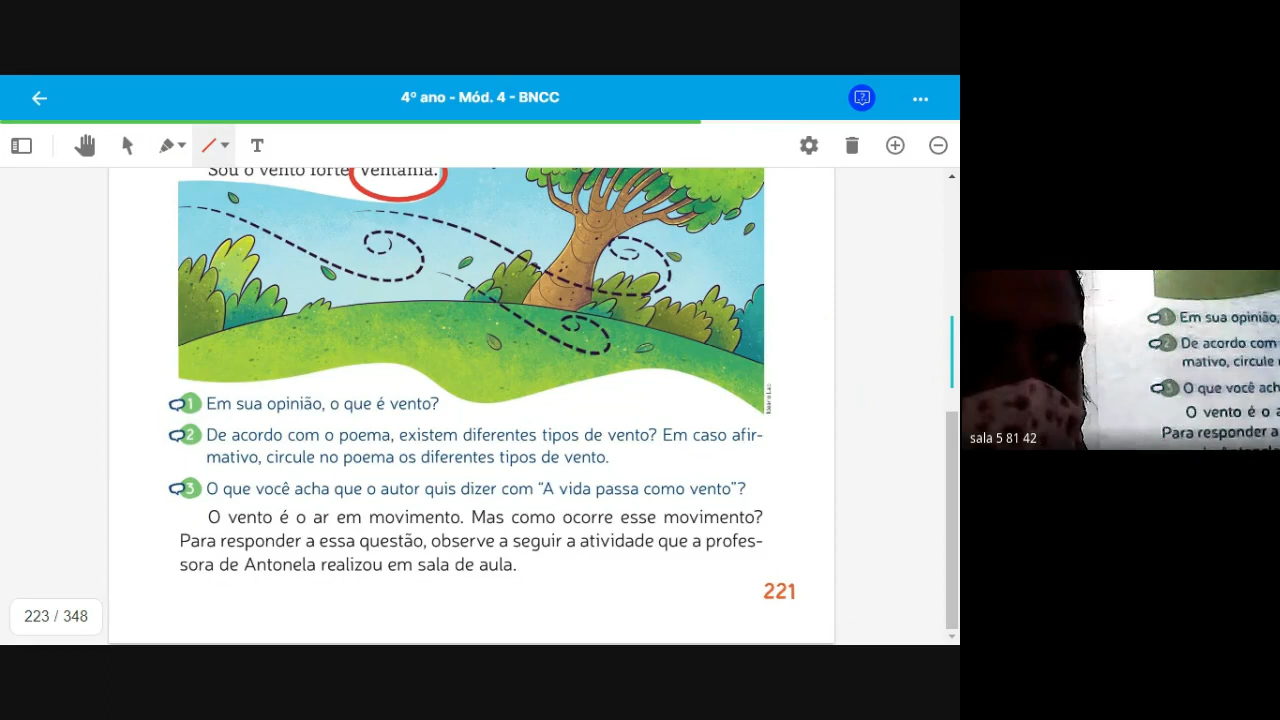 4º ano - Mód. 4 - BNCC
T
Sou o vento forte ventania.
1 Em sua opinião, o que é vento?
2 De acordo com o poema, existem diferentes tipos de vento? Em caso afir-
mativo, circule no poema os diferentes tipos de vento.
3 O que você acha que o autor quis dizer com “A vida passa como vento”?
O vento é o ar em movimento. Mas como ocorre esse movimento?
Para responder a essa questão, observe a seguir a atividade que a profes-
sora de Antonela realizou em sala de aula.
221
223 / 348
1 Em sua opinião,
2 De acordo com
mativo, circule
3 O que você ach
O vento é o a
Para responder a
sala 5 81 42